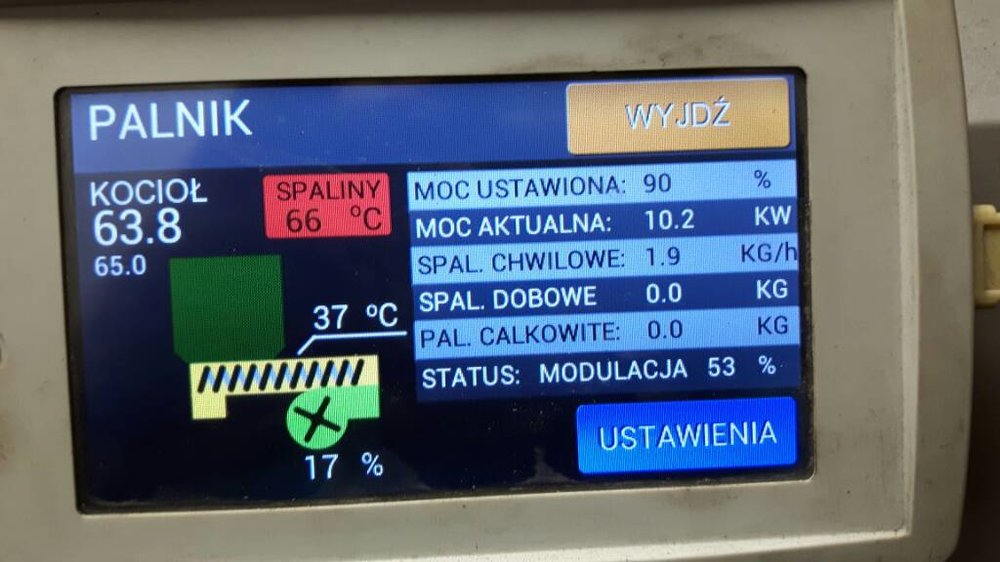 PALNIK
WYJDŹ
KOCIOŁ
63.8
65.0
SPALINY
66 °C
37 °C
17 %
MOC USTAWIONA: 90 %
MOC AKTUALNA: 10.2 KW
SPAL. CHWILOWE: 1.9 KG/h
SPAL. DOBOWE 0.0 KG
PAL. CALKOWITE: 0.0 KG
STATUS: MODULACJA 53 %
USTAWIENIA